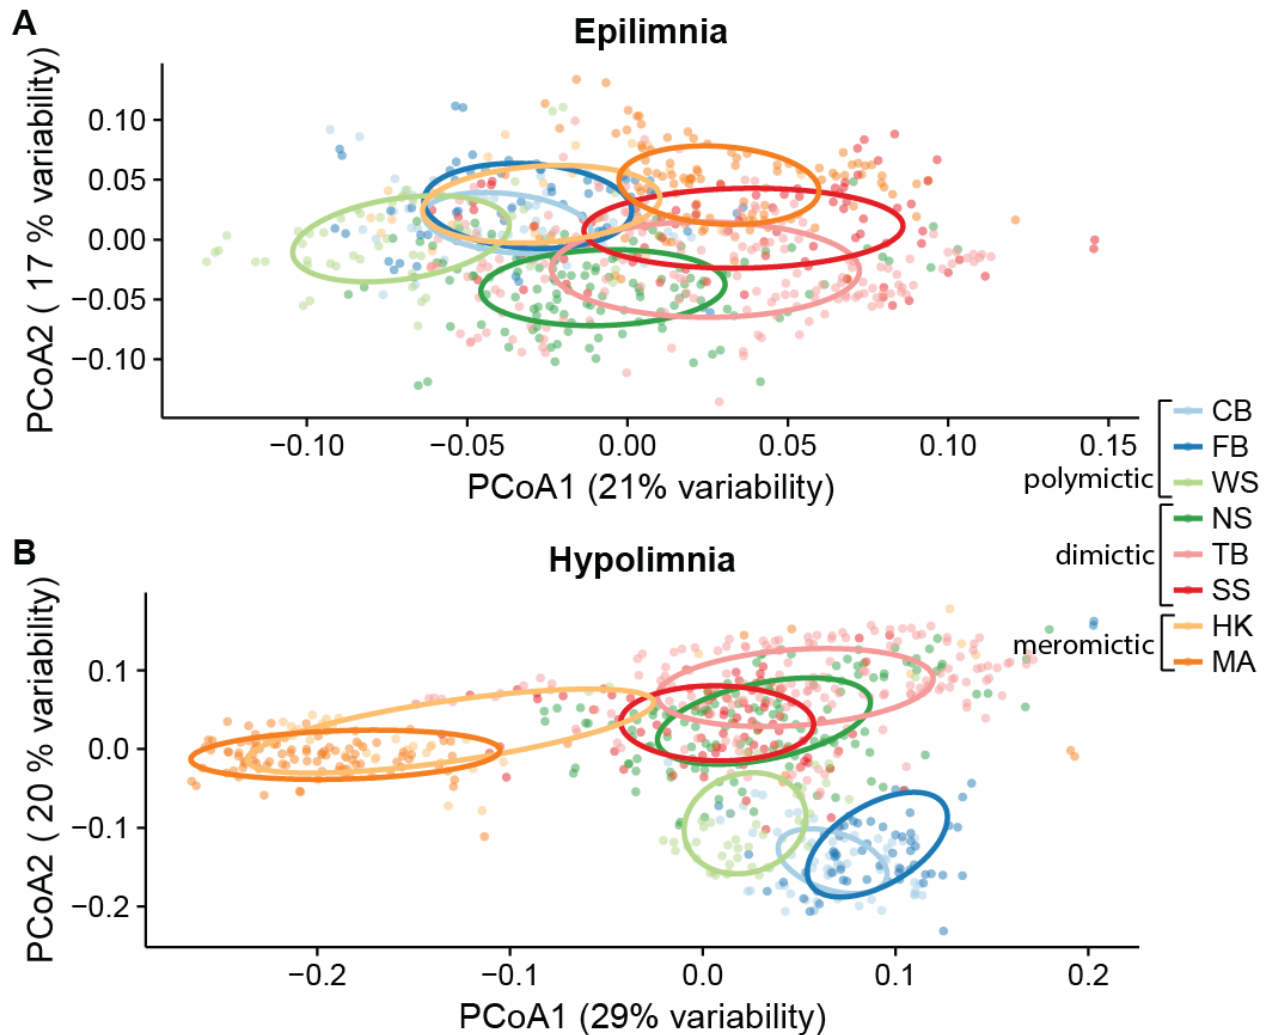 A
Epilimnia
PCoA2 ( 17 % variability)
0.10
0.05
0.00
−0.05
−0.10
−0.10 −0.05 0.00 0.05 0.10 0.15
PCoA1 (21% variability)
CB
FB
polymictic
WS
NS
dimictic
TB
SS
HK
meromictic
MA
B
Hypolimnia
PCoA2 ( 20 % variability)
0.1
0.0
−0.1
−0.2
−0.2 −0.1 0.0 0.1 0.2
PCoA1 (29% variability)